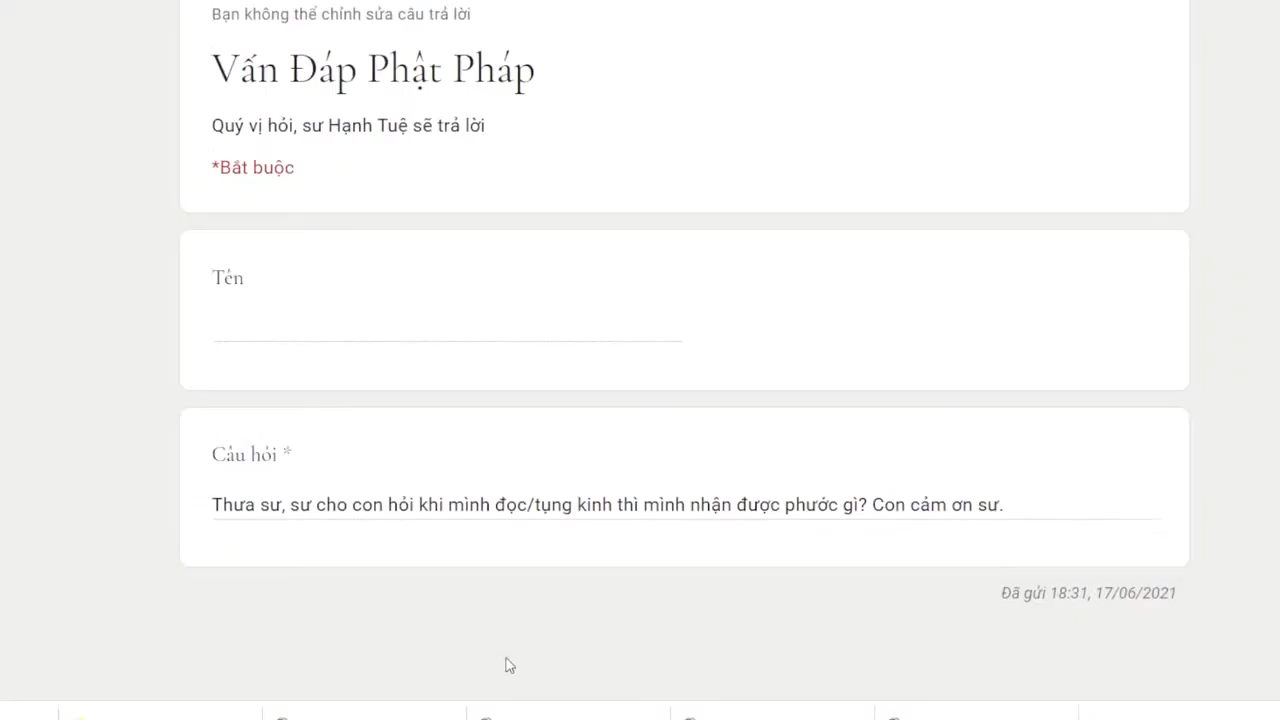 Bạn không thể chỉnh sửa câu trả lời
Vấn Đáp Phật Pháp
Quý vị hỏi, sư Hạnh Tuệ sẽ trả lời
*Bắt buộc
Tên
Câu hỏi *
Thưa sư, sư cho con hỏi khi mình đọc/tụng kinh thì mình nhận được phước gì? Con cảm ơn sư.
Đã gửi 18:31, 17/06/2021